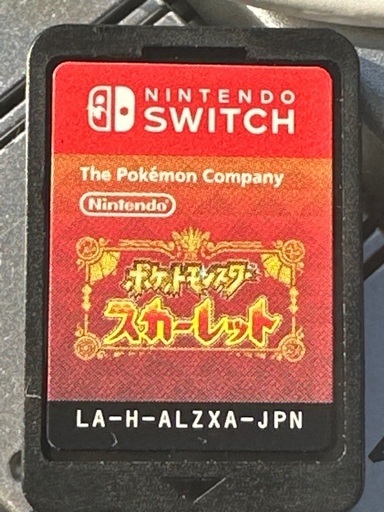 NINTENDO
SWITCH
The Pokémon Company
Nintendo
ポケットモンスター
スカーレット
LA-H-ALZXA-JPN